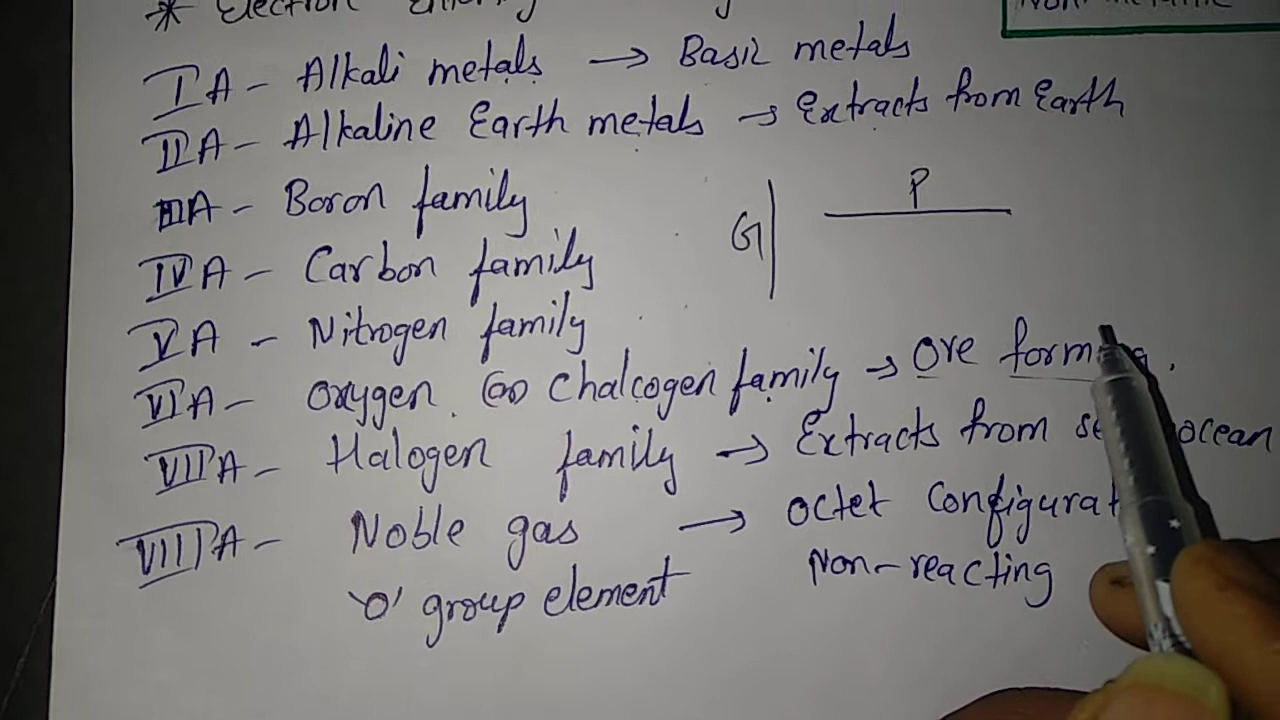 * Electron
IA - Alkali metals → Basic metals
IIA - Alkaline Earth metals → Extracts from Earth
IIIA - Boron family
G P
IVA - Carbon family
VA - Nitrogen family
VIA - Oxygen (or) Chalcogen family → Ore form
VIIA - Halogen family → Extracts from ocean
VIIIA - Noble gas → Octet Configurat
'O' group element Non-reacting